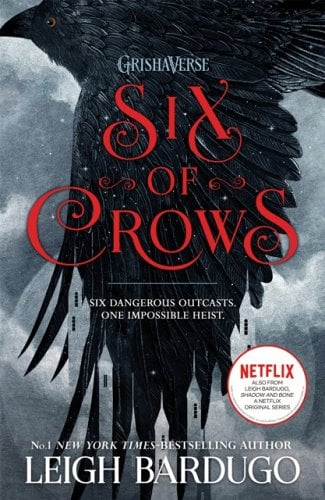 GRISHAVERSE
SIX
OF
CROWS
SIX DANGEROUS OUTCASTS.
ONE IMPOSSIBLE HEIST.
NETFLIX
ALSO FROM
LEIGH BARDUGO,
SHADOW AND BONE:
A NETFLIX
ORIGINAL SERIES
No.1 NEW YORK TIMES-BESTSELLING AUTHOR
LEIGH BARDUGO